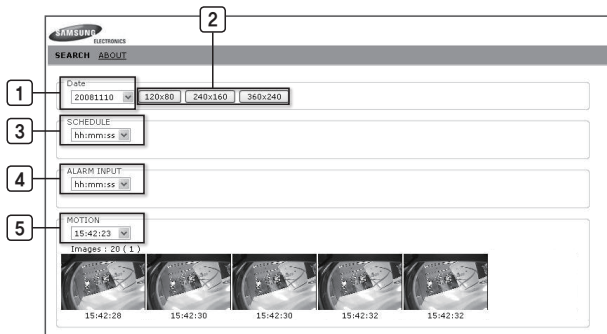 2
SAMSUNG
ELECTRONICS
SEARCH ABOUT
1
Date
20081110 120x80 240x160 360x240
3
SCHEDULE
hh:mm:ss
4
ALARM INPUT
hh:mm:ss
5
MOTION
15:42:23
Images : 20 ( 1 )
15:42:28 15:42:30 15:42:30 15:42:32 15:42:32